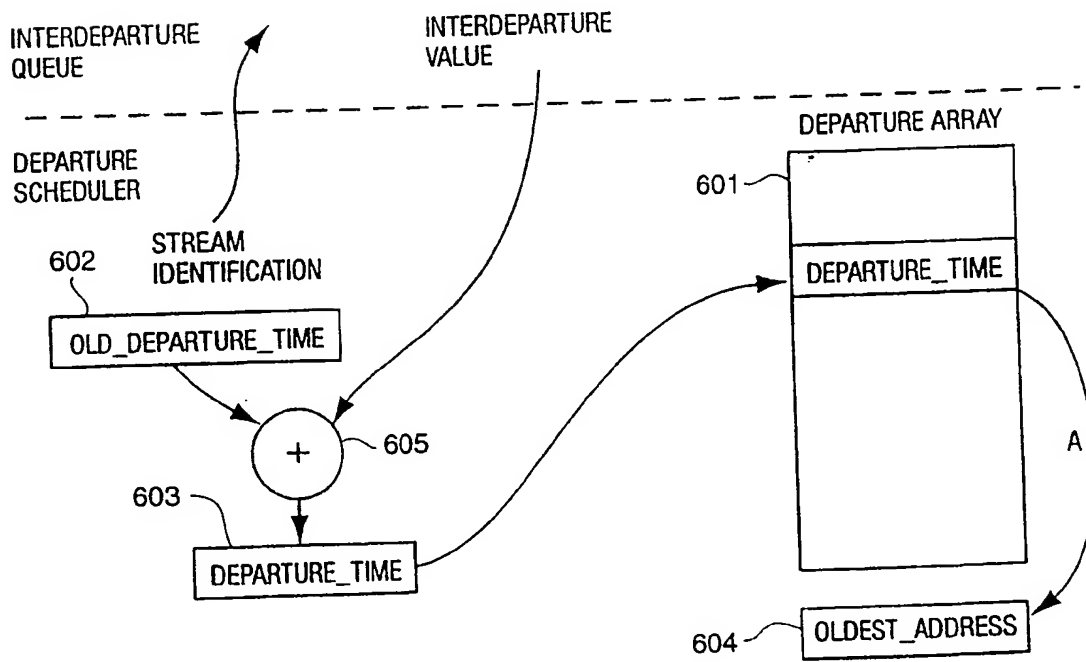 INTERDEPARTURE
QUEUE
INTERDEPARTURE
VALUE
DEPARTURE
SCHEDULER
DEPARTURE ARRAY
601
STREAM
IDENTIFICATION
602
OLD_DEPARTURE_TIME
DEPARTURE_TIME
+
605
A
603
DEPARTURE_TIME
604
OLDEST_ADDRESS